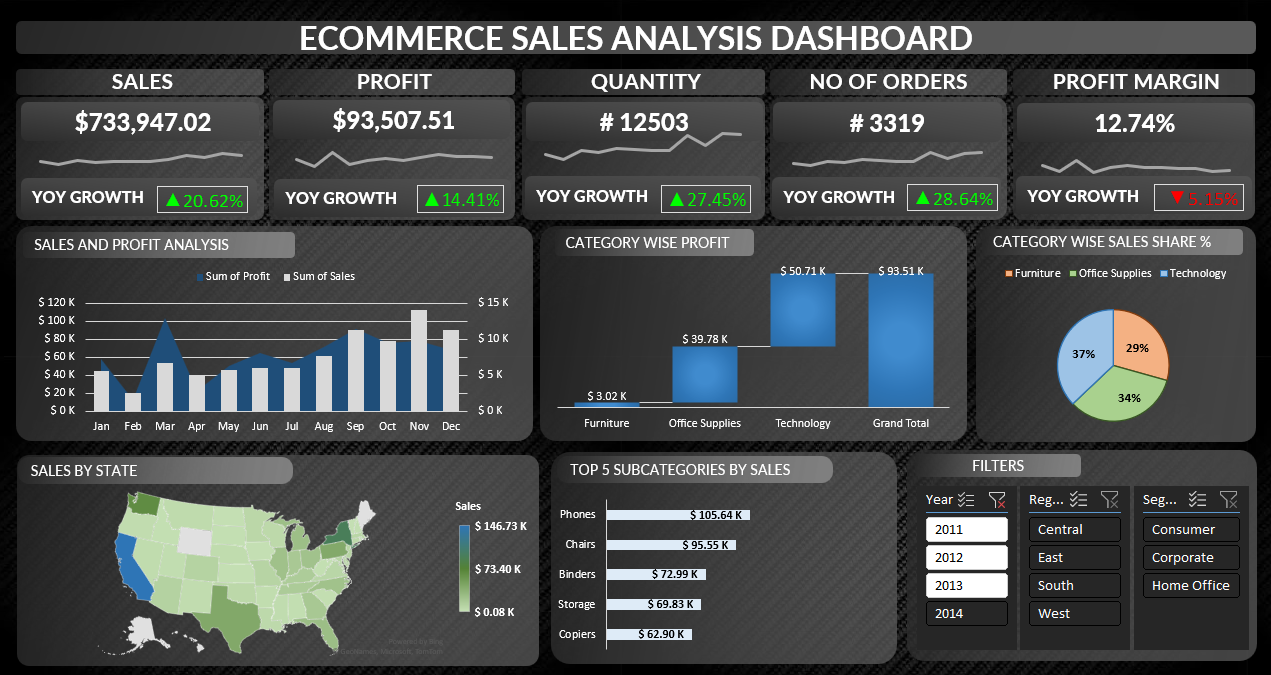 ECOMMERCE SALES ANALYSIS DASHBOARD
SALES
$733,947.02
YOY GROWTH ▲ 20.62%
PROFIT
$93,507.51
YOY GROWTH ▲ 14.41%
QUANTITY
# 12503
YOY GROWTH ▲ 27.45%
NO OF ORDERS
# 3319
YOY GROWTH ▲ 28.64%
PROFIT MARGIN
12.74%
YOY GROWTH ▼ 5.15%
SALES AND PROFIT ANALYSIS
Sum of Profit Sum of Sales
$ 120 K
$ 100 K
$ 80 K
$ 60 K
$ 40 K
$ 20 K
$ 0 K
$ 15 K
$ 10 K
$ 5 K
$ 0 K
Jan Feb Mar Apr May Jun Jul Aug Sep Oct Nov Dec
CATEGORY WISE PROFIT
$ 3.02 K
$ 39.78 K
$ 50.71 K
$ 93.51 K
Furniture Office Supplies Technology Grand Total
CATEGORY WISE SALES SHARE %
Furniture Office Supplies Technology
29%
34%
37%
SALES BY STATE
Sales
$ 146.73 K
$ 73.40 K
$ 0.08 K
Powered by Bing
TOP 5 SUBCATEGORIES BY SALES
Phones $ 105.64 K
Chairs $ 95.55 K
Binders $ 72.99 K
Storage $ 69.83 K
Copiers $ 62.90 K
FILTERS
Year
2011
2012
2013
2014
Reg...
Central
East
South
West
Seg...
Consumer
Corporate
Home Office